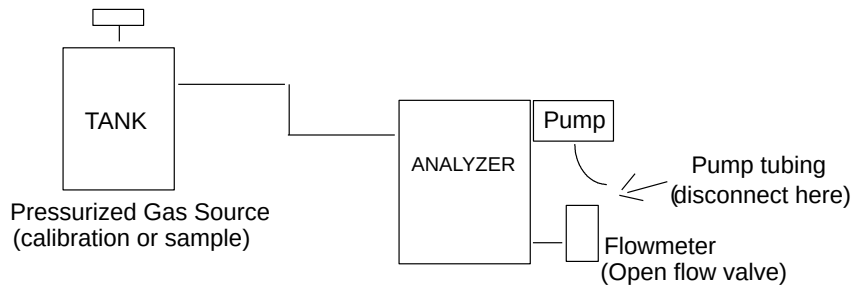 TANK
Pump
ANALYZER
Pump tubing
(disconnect here)
Pressurized Gas Source
(calibration or sample)
Flowmeter
(Open flow valve)